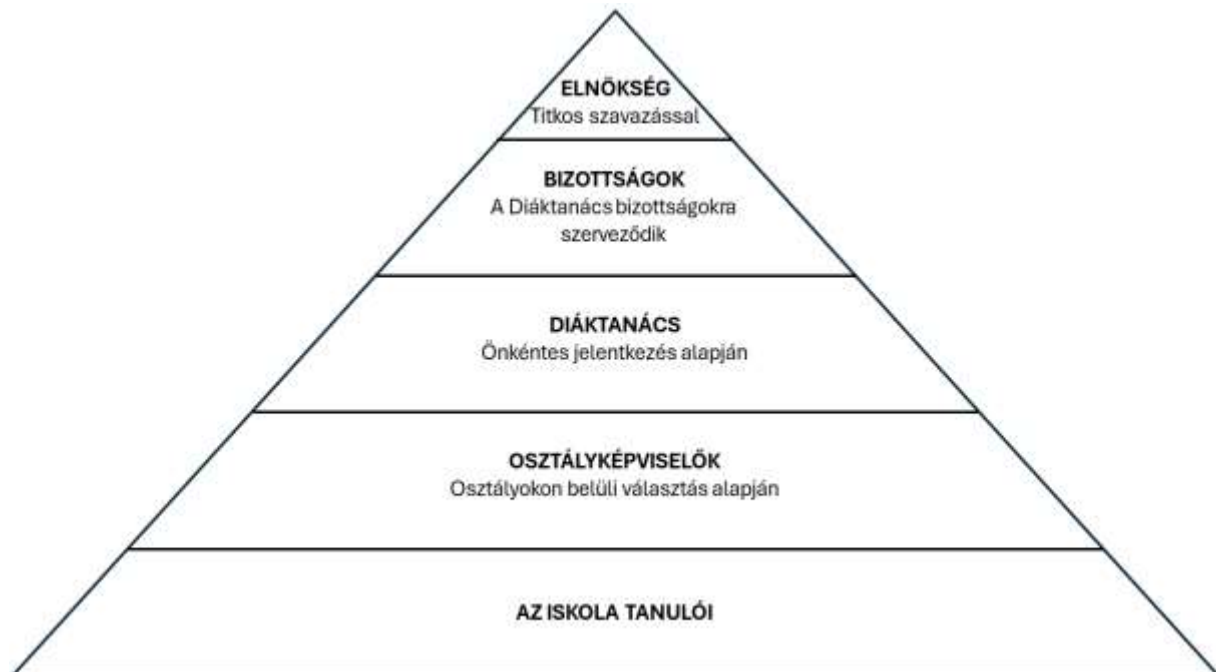 ELNÖKSÉG
Titkos szavazással
BIZOTTSÁGOK
A Diáktanács bizottságokra
szerveződik
DIÁKTANÁCS
Önkéntes jelentkezés alapján
OSZTÁLYKÉPVISELŐK
Osztályokon belüli választás alapján
AZ ISKOLA TANULÓI